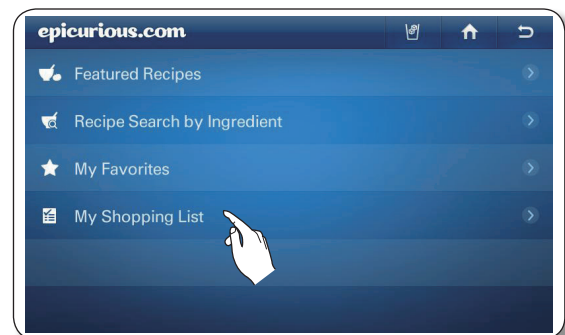 epicurious.com
Featured Recipes
Recipe Search by Ingredient
My Favorites
My Shopping List